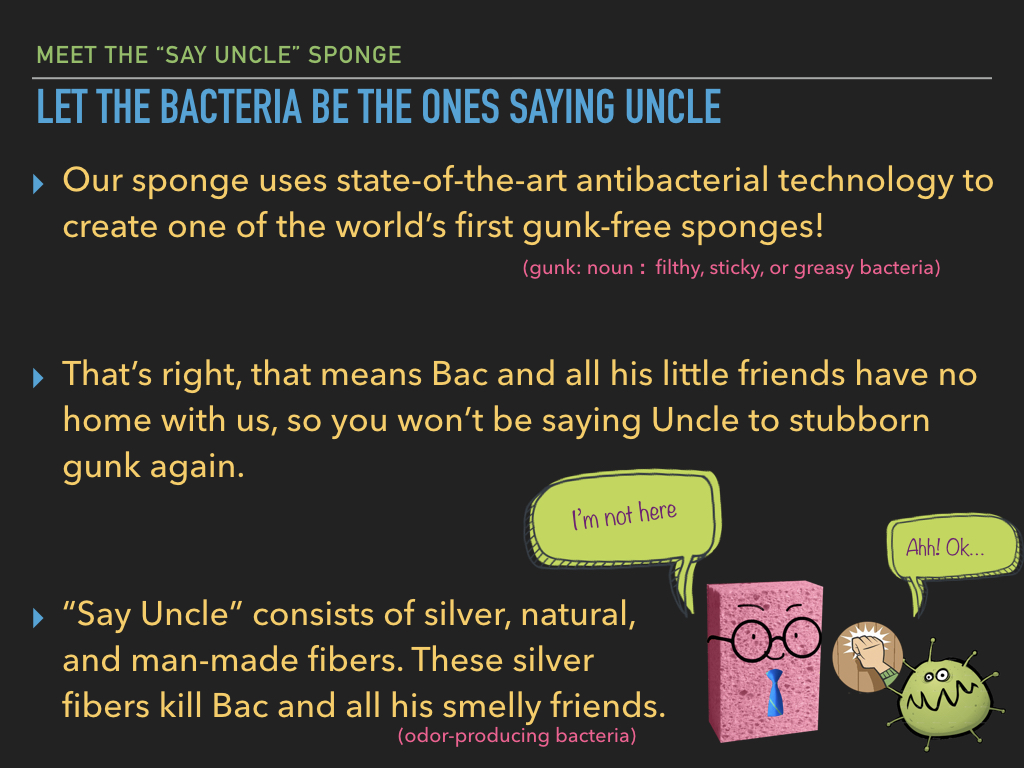 MEET THE “SAY UNCLE” SPONGE
LET THE BACTERIA BE THE ONES SAYING UNCLE
Our sponge uses state-of-the-art antibacterial technology to
create one of the world’s first gunk-free sponges!
(gunk: noun : filthy, sticky, or greasy bacteria)
That’s right, that means Bac and all his little friends have no
home with us, so you won’t be saying Uncle to stubborn
gunk again.
I’m not here
Ahh! Ok...
“Say Uncle” consists of silver, natural,
and man-made fibers. These silver
fibers kill Bac and all his smelly friends.
(odor-producing bacteria)